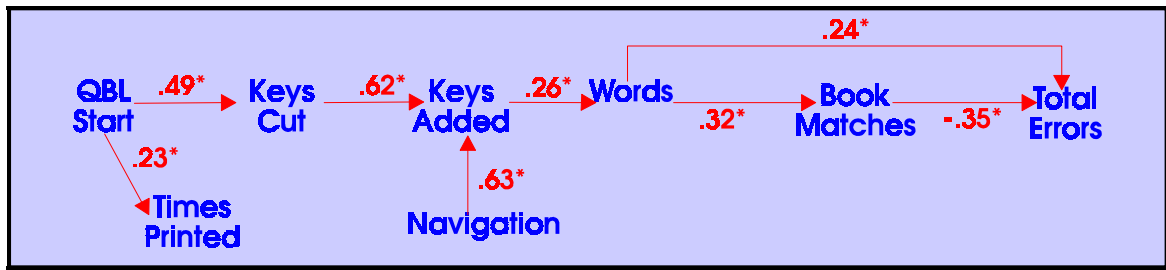 .24*
QBL
Start
.49*
Keys
Cut
.62*
Keys
Added
.26*
Words
.32*
Book
Matches
-.35*
Total
Errors
.23*
.63*
Times
Printed
Navigation